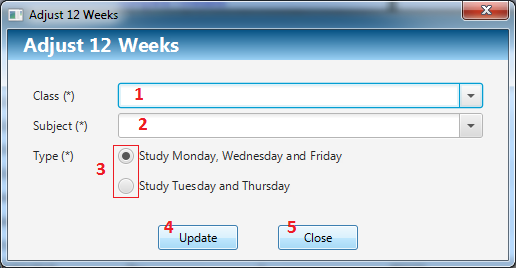 Adjust 12 Weeks
Adjust 12 Weeks
Class (*) 1
Subject (*) 2
Type (*) 3 Study Monday, Wednesday and Friday
Study Tuesday and Thursday
4 Update 5 Close